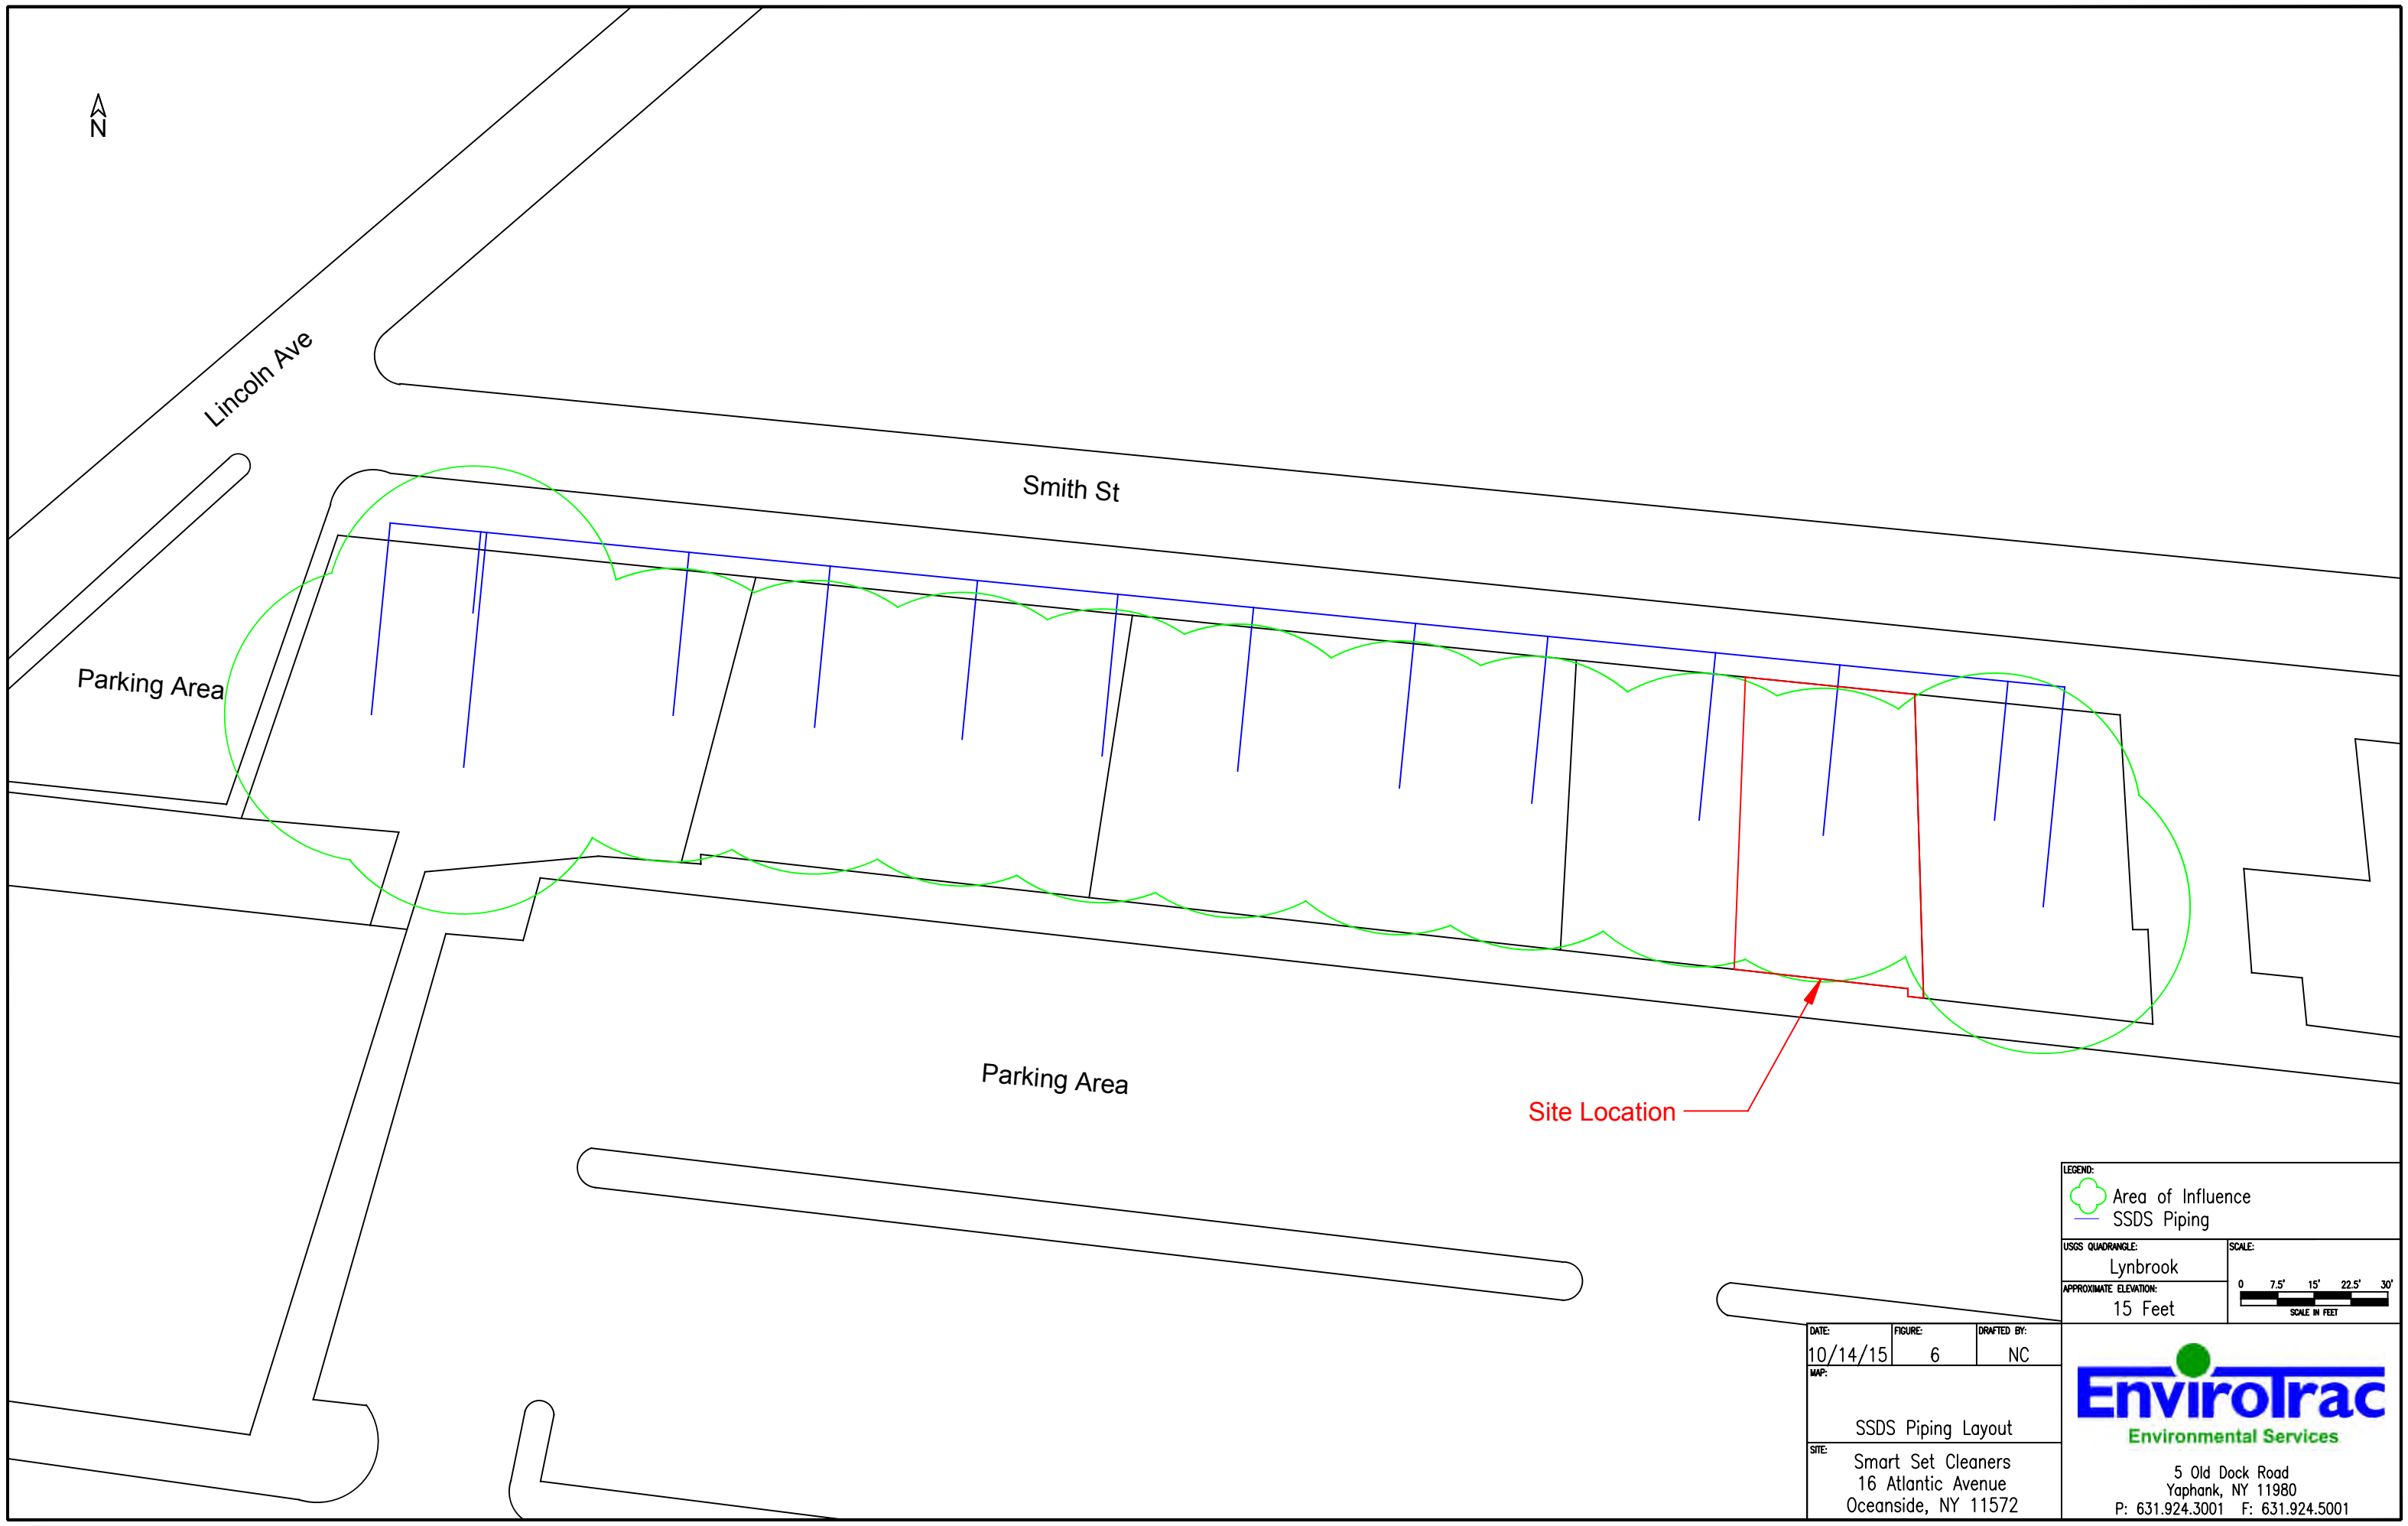 N
Lincoln Ave
Smith St
Parking Area
Parking Area
Site Location
LEGEND:
Area of Influence
SSDS Piping
USGS QUADRANGLE:
Lynbrook
APPROXIMATE ELEVATION:
15 Feet
SCALE:
0 7.5' 15' 22.5' 30'
SCALE IN FEET
DATE:
10/14/15
FIGURE:
6
DRAFTED BY:
NC
MAP:
SSDS Piping Layout
SITE:
Smart Set Cleaners
16 Atlantic Avenue
Oceanside, NY 11572
EnviroTrac
Environmental Services
5 Old Dock Road
Yaphank, NY 11980
P: 631.924.3001 F: 631.924.5001